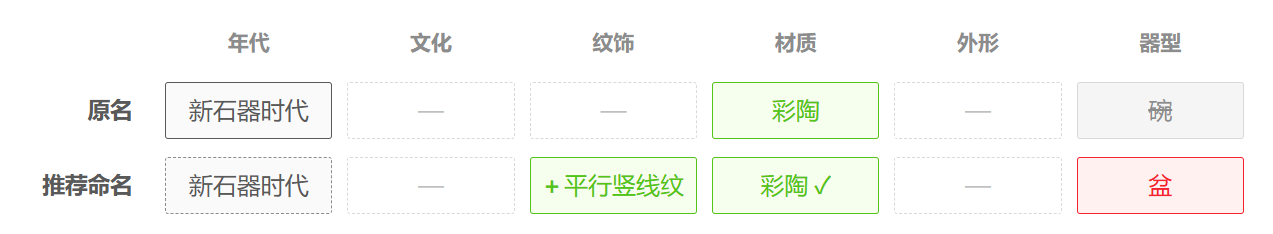 年代 文化 纹饰 材质 外形 器型
原名 新石器时代 — — 彩陶 — 碗
推荐命名 新石器时代 — + 平行竖线纹 彩陶 ✓ — 盆